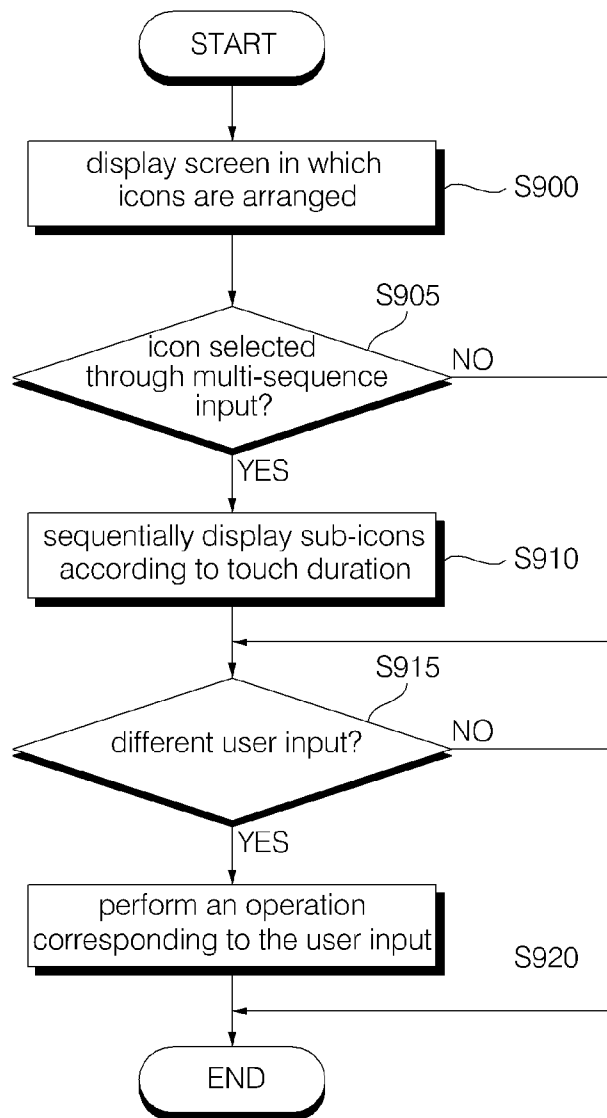 START
display screen in which
icons are arranged
S900
S905
icon selected
through multi-sequence
input?
NO
YES
sequentially display sub-icons
according to touch duration
S910
S915
different user input?
NO
YES
perform an operation
corresponding to the user input
S920
END